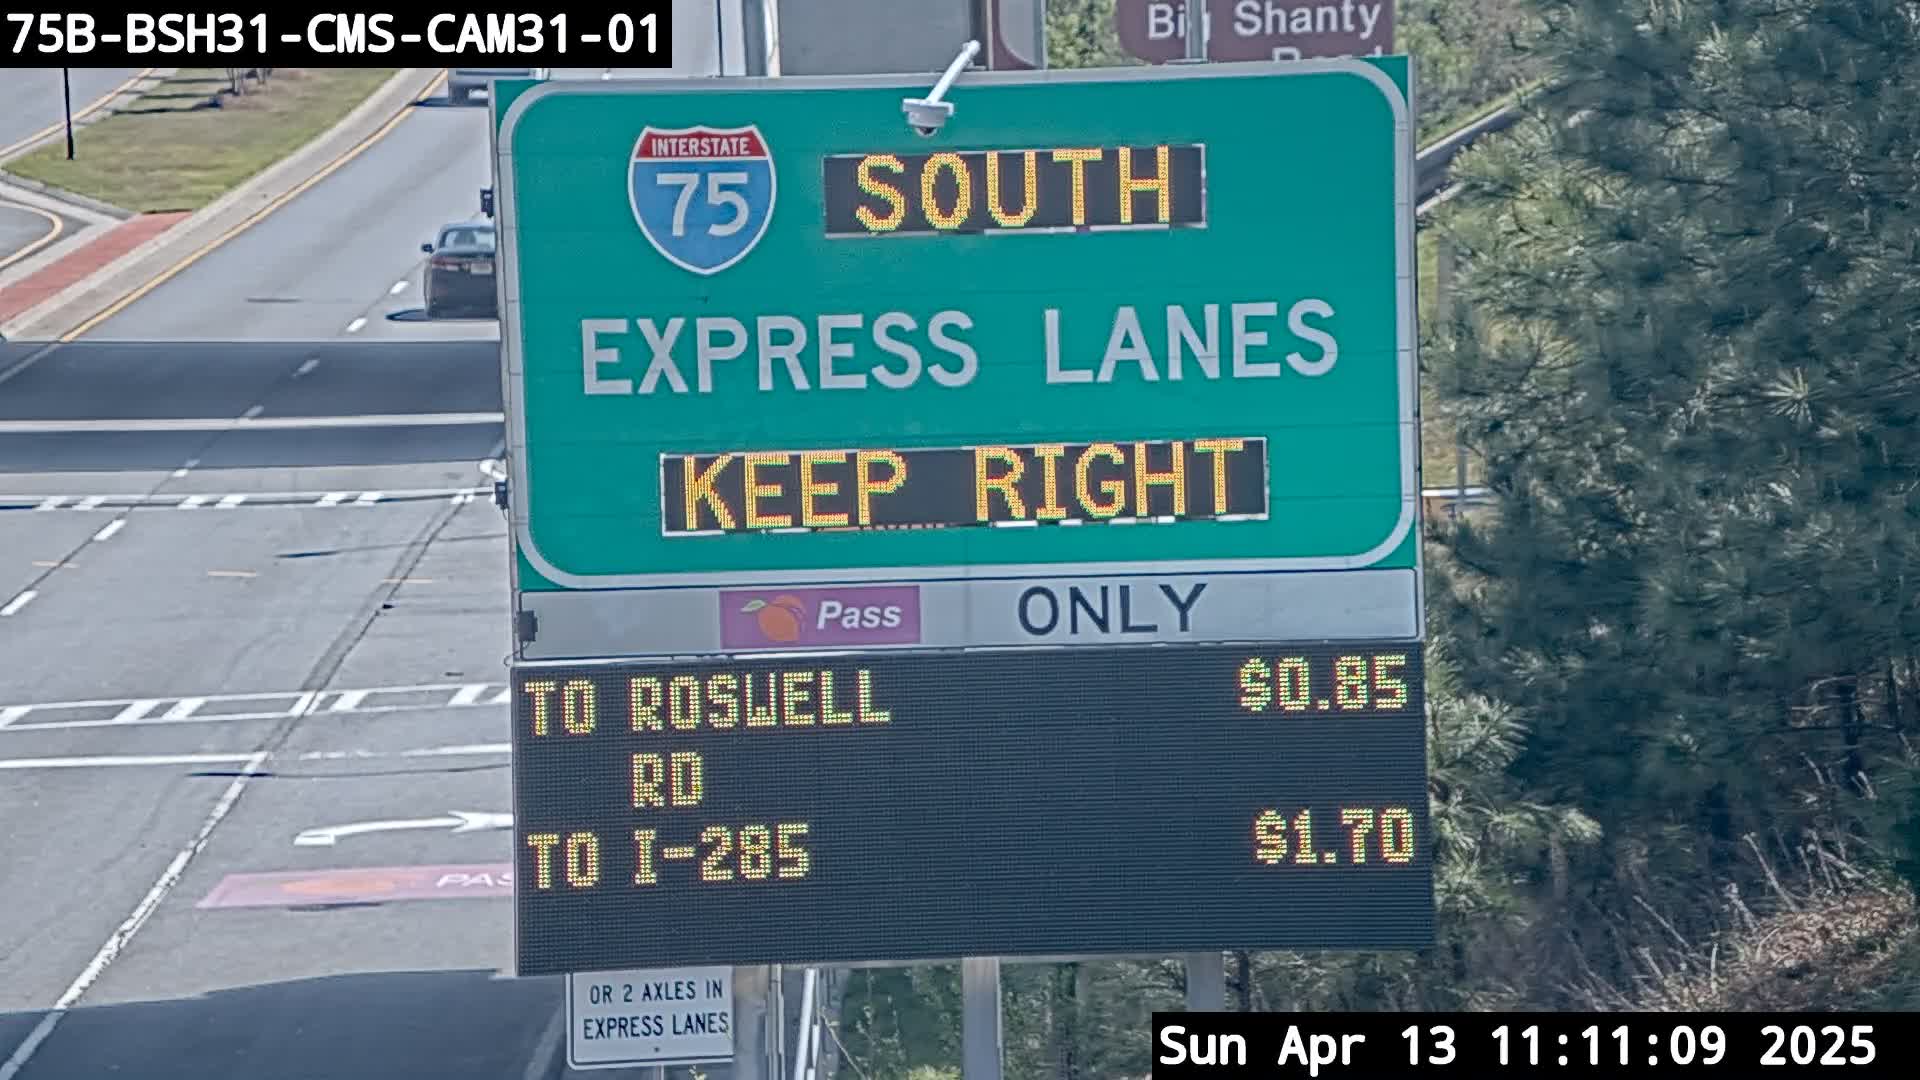 75B-BSH31-CMS-CAM31-01
Big Shanty
Road
INTERSTATE
75
SOUTH
EXPRESS LANES
KEEP RIGHT
Pass
ONLY
TO ROSWELL $0.85
RD
TO I-285 $1.70
PAS
OR 2 AXLES IN
EXPRESS LANES
Sun Apr 13 11:11:09 2025